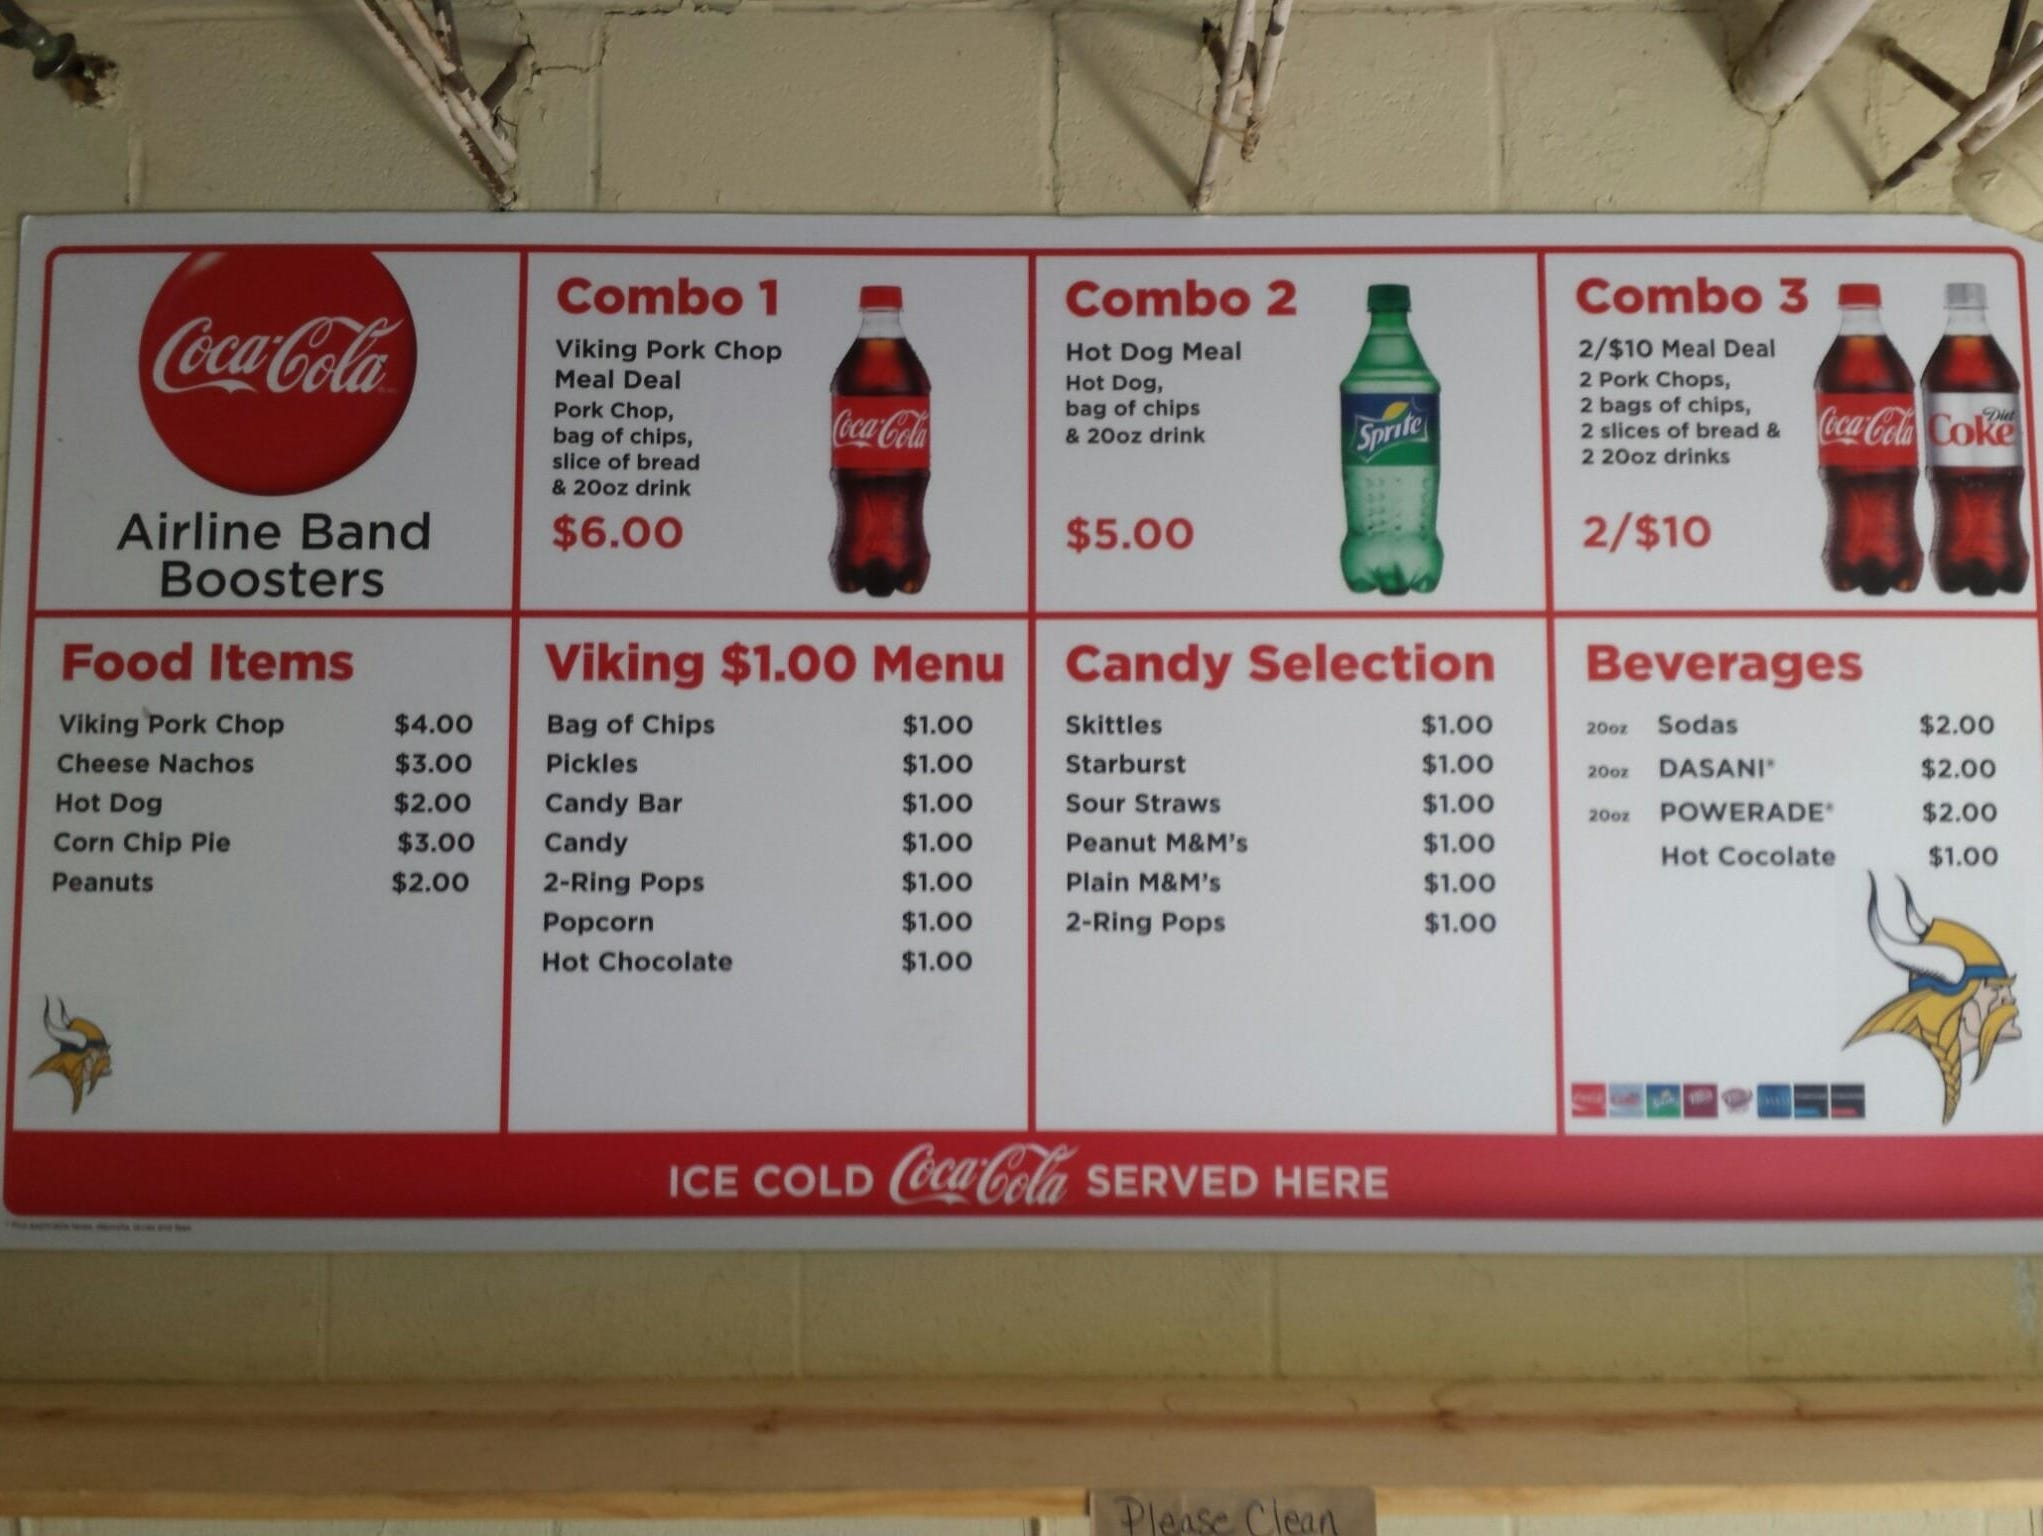 Coca-Cola
Airline Band
Boosters
Combo 1
Viking Pork Chop
Meal Deal
Pork Chop,
bag of chips,
slice of bread
& 20oz drink
$6.00
Coca-Cola
Combo 2
Hot Dog Meal
Hot Dog,
bag of chips
& 20oz drink
$5.00
Sprite
Combo 3
2/$10 Meal Deal
2 Pork Chops,
2 bags of chips,
2 slices of bread &
2 20oz drinks
2/$10
Coca-Cola
Diet
Coke
Food Items
Viking Pork Chop $4.00
Cheese Nachos $3.00
Hot Dog $2.00
Corn Chip Pie $3.00
Peanuts $2.00
Viking $1.00 Menu
Bag of Chips $1.00
Pickles $1.00
Candy Bar $1.00
Candy $1.00
2-Ring Pops $1.00
Popcorn $1.00
Hot Chocolate $1.00
Candy Selection
Skittles $1.00
Starburst $1.00
Sour Straws $1.00
Peanut M&M's $1.00
Plain M&M's $1.00
2-Ring Pops $1.00
Beverages
20oz Sodas $2.00
20oz DASANI® $2.00
20oz POWERADE® $2.00
Hot Cocolate $1.00
ICE COLD Coca-Cola SERVED HERE
Please Clean